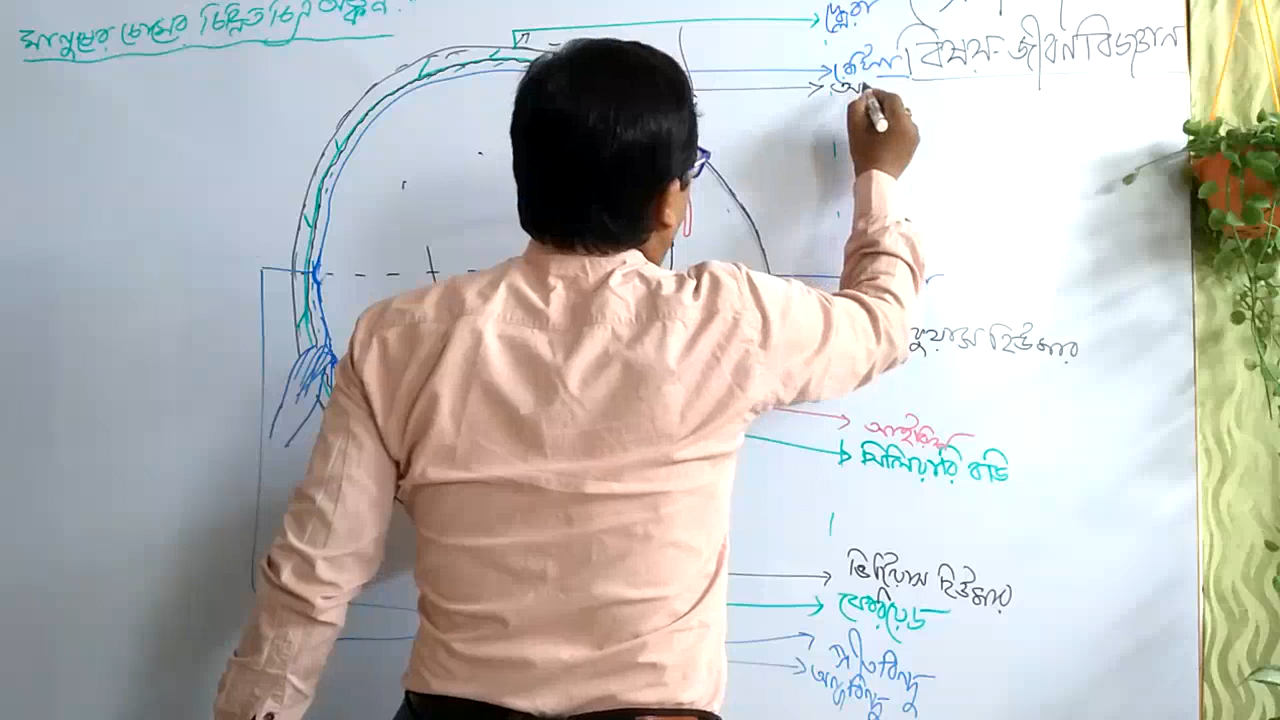 মানুষের চোখের চিহ্নিত চিত্র অঙ্কন :
স্ক্লেরা
বিষয়- জীবনবিজ্ঞান
রেটিনা
হিউমার
আইরিশ
সিলিয়ারি বডি
ভিট্রিয়াস হিউমার
কোরয়েড
পীতবিন্দু
অন্ধবিন্দু